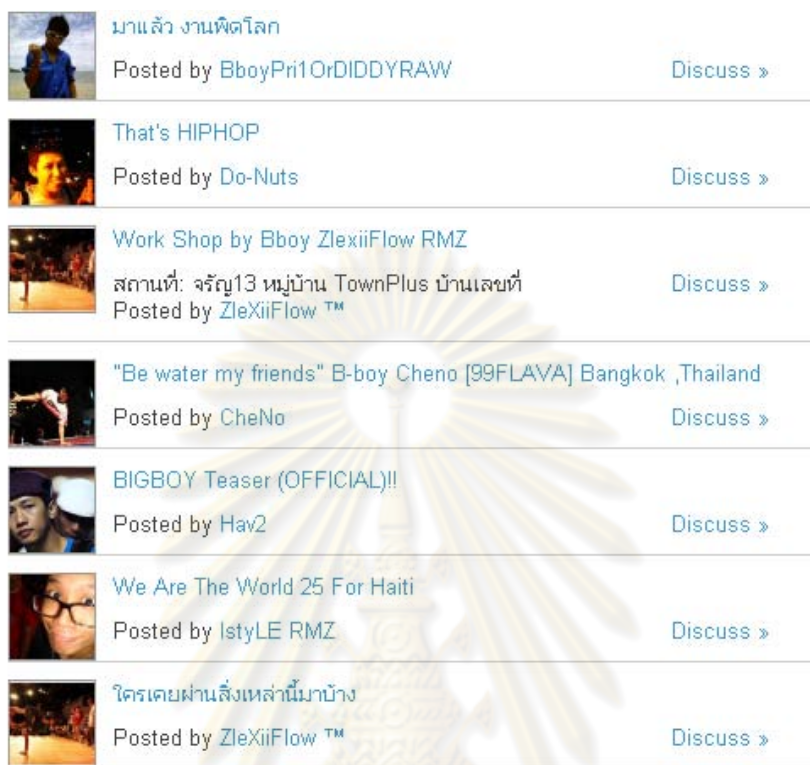 มาแล้ว งานพิดโลก
Posted by BboyPri1OrDIDDYRAW Discuss »
That's HIPHOP
Posted by Do-Nuts Discuss »
Work Shop by Bboy ZlexiiFlow RMZ
สถานที่: จรัญ13 หมู่บ้าน TownPlus บ้านเลขที่ Discuss »
Posted by ZleXiiFlow ™
"Be water my friends" B-boy Cheno [99FLAVA] Bangkok ,Thailand
Posted by CheNo Discuss »
BIGBOY Teaser (OFFICIAL)!!
Posted by Hav2 Discuss »
We Are The World 25 For Haiti
Posted by IstyLE RMZ Discuss »
ใครเคยผ่านสิ่งเหล่านี้มาบ้าง
Posted by ZleXiiFlow ™ Discuss »